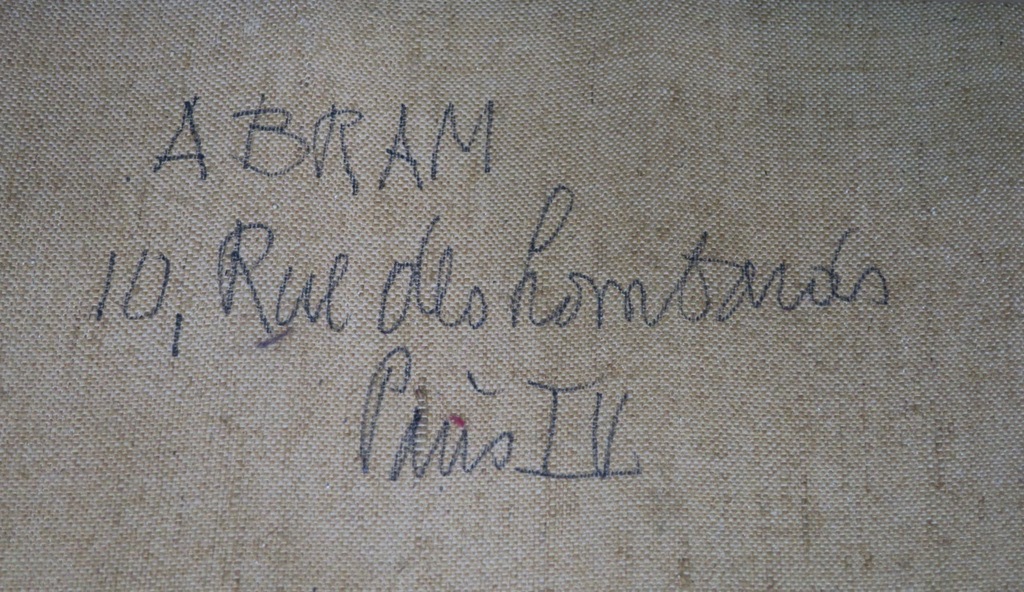 ABRAM
10, Rue des Lombards
Paris IV